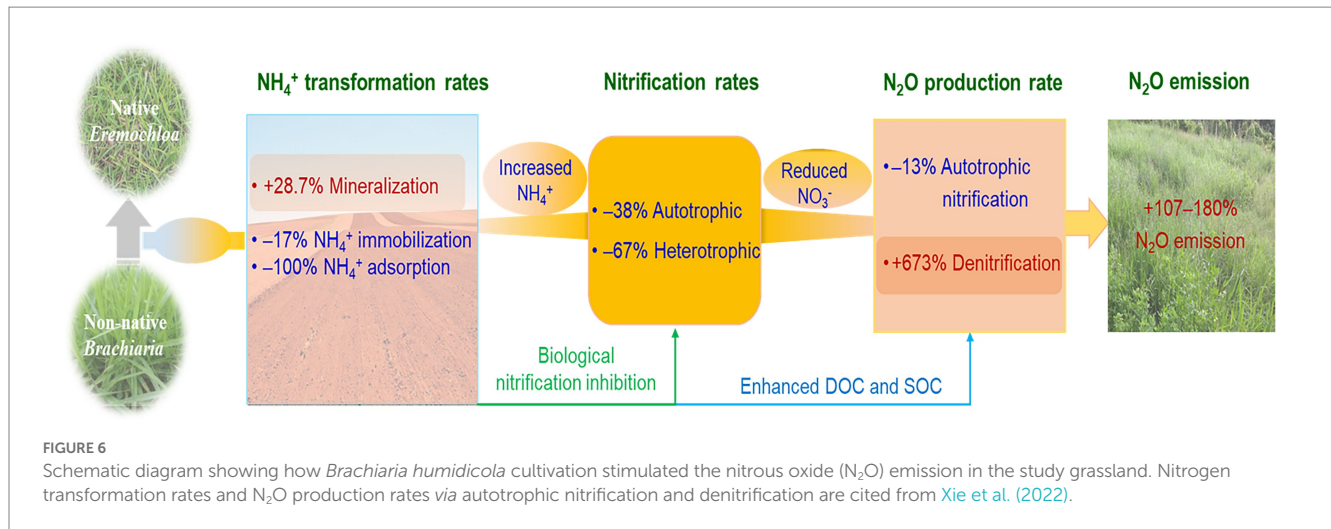 NH₄⁺ transformation rates
Nitrification rates
N₂O production rate
N₂O emission
Native
Eremochloa
Non-native
Brachiaria
• +28.7% Mineralization
• –17% NH₄⁺ immobilization
• –100% NH₄⁺ adsorption
Increased
NH₄⁺
• –38% Autotrophic
• –67% Heterotrophic
Reduced
NO₃⁻
• –13% Autotrophic
nitrification
• +673% Denitrification
+107–180%
N₂O emission
Biological
nitrification inhibition
Enhanced DOC and SOC
FIGURE 6
Schematic diagram showing how Brachiaria humidicola cultivation stimulated the nitrous oxide (N₂O) emission in the study grassland. Nitrogen
transformation rates and N₂O production rates via autotrophic nitrification and denitrification are cited from Xie et al. (2022).